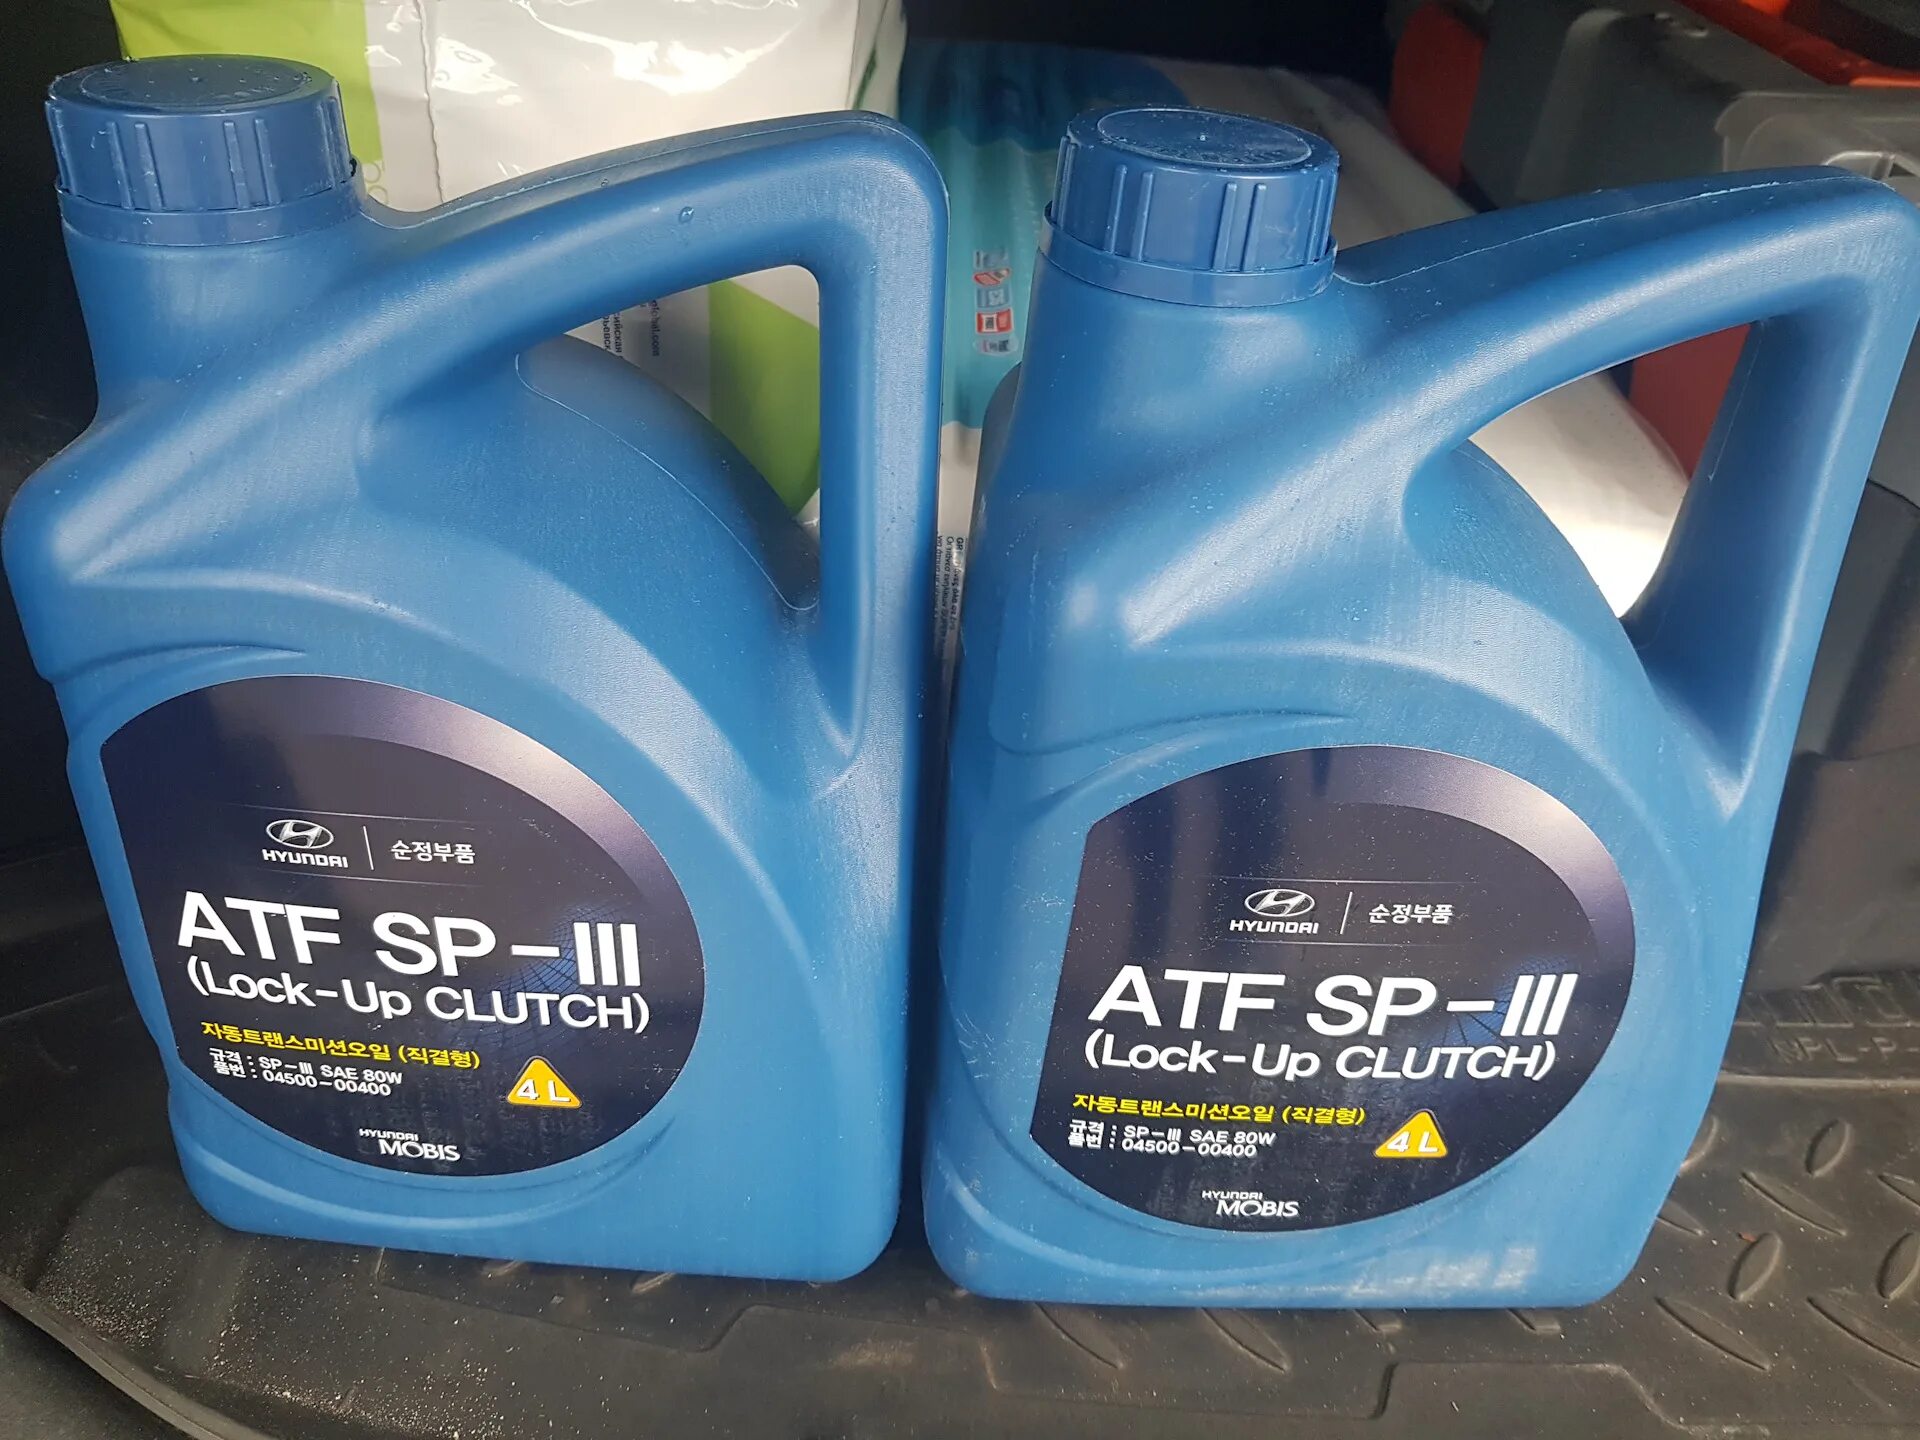 HYUNDAI 순정부품
ATF SP-III
(Lock-Up CLUTCH)
자동트랜스미션오일 (직결형)
규격 : SP-III SAE 80W
품번 : 04500-00400
4 L
HYUNDAI
MOBIS
HYUNDAI 순정부품
ATF SP-III
(Lock-Up CLUTCH)
자동트랜스미션오일 (직결형)
규격 : SP-III SAE 80W
품번 : 04500-00400
4 L
HYUNDAI
MOBIS